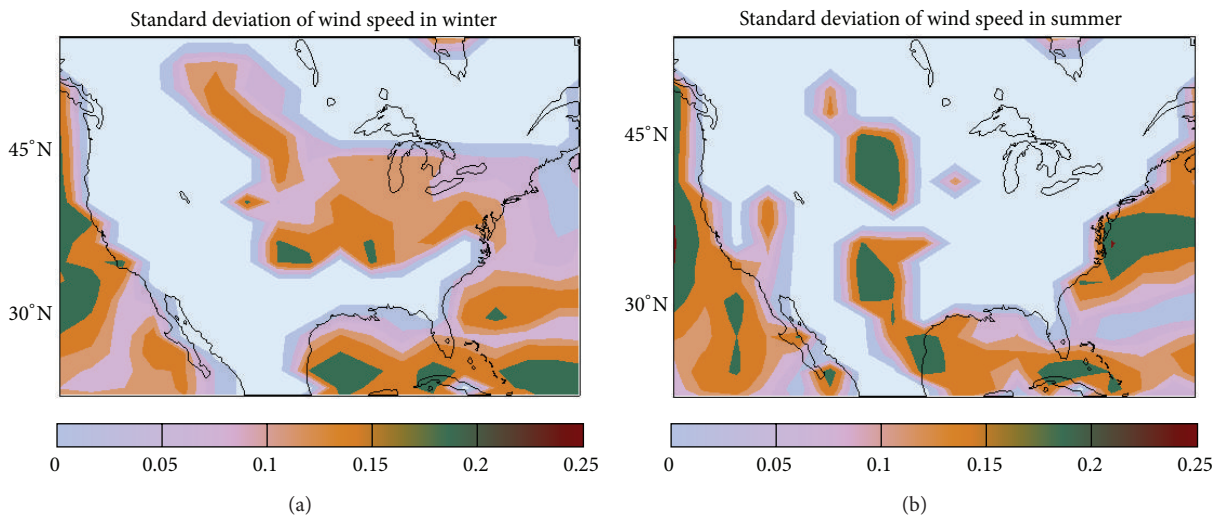 Standard deviation of wind speed in winter
45°N
30°N
0 0.05 0.1 0.15 0.2 0.25
(a)
Standard deviation of wind speed in summer
45°N
30°N
0 0.05 0.1 0.15 0.2 0.25
(b)